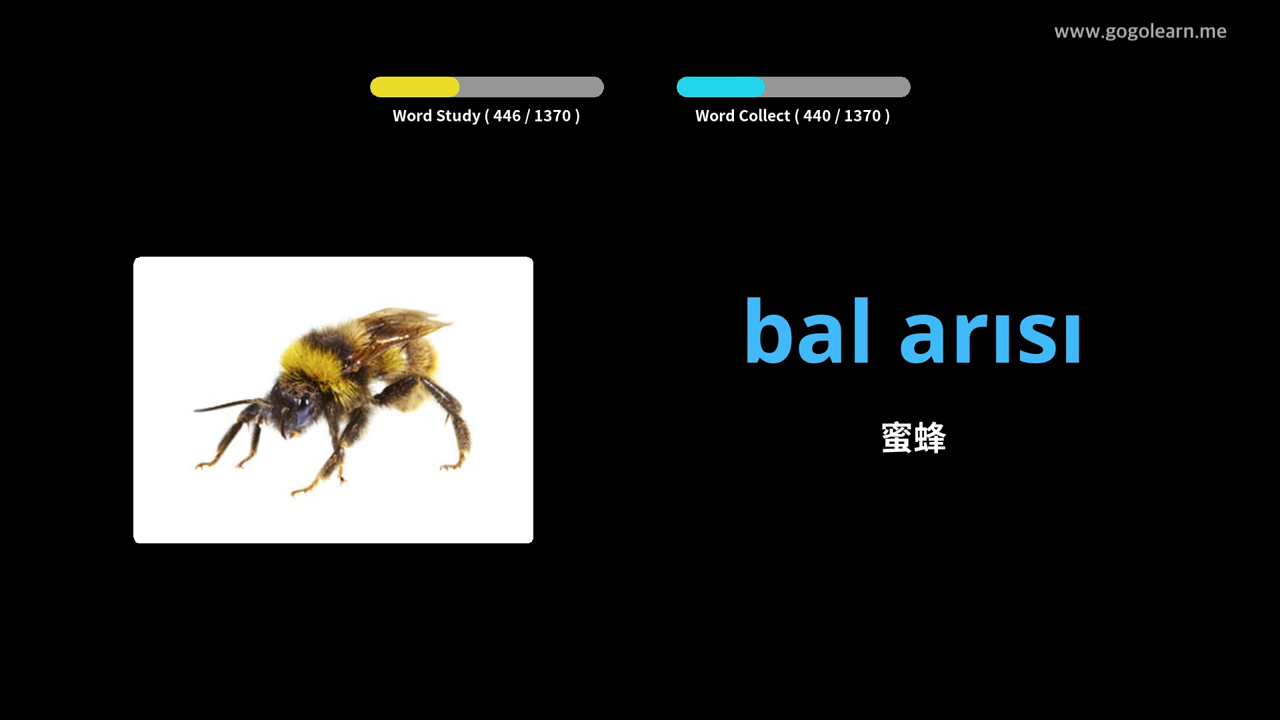 www.gogolearn.me
Word Study ( 446 / 1370 )
Word Collect ( 440 / 1370 )
bal arısı
蜜蜂